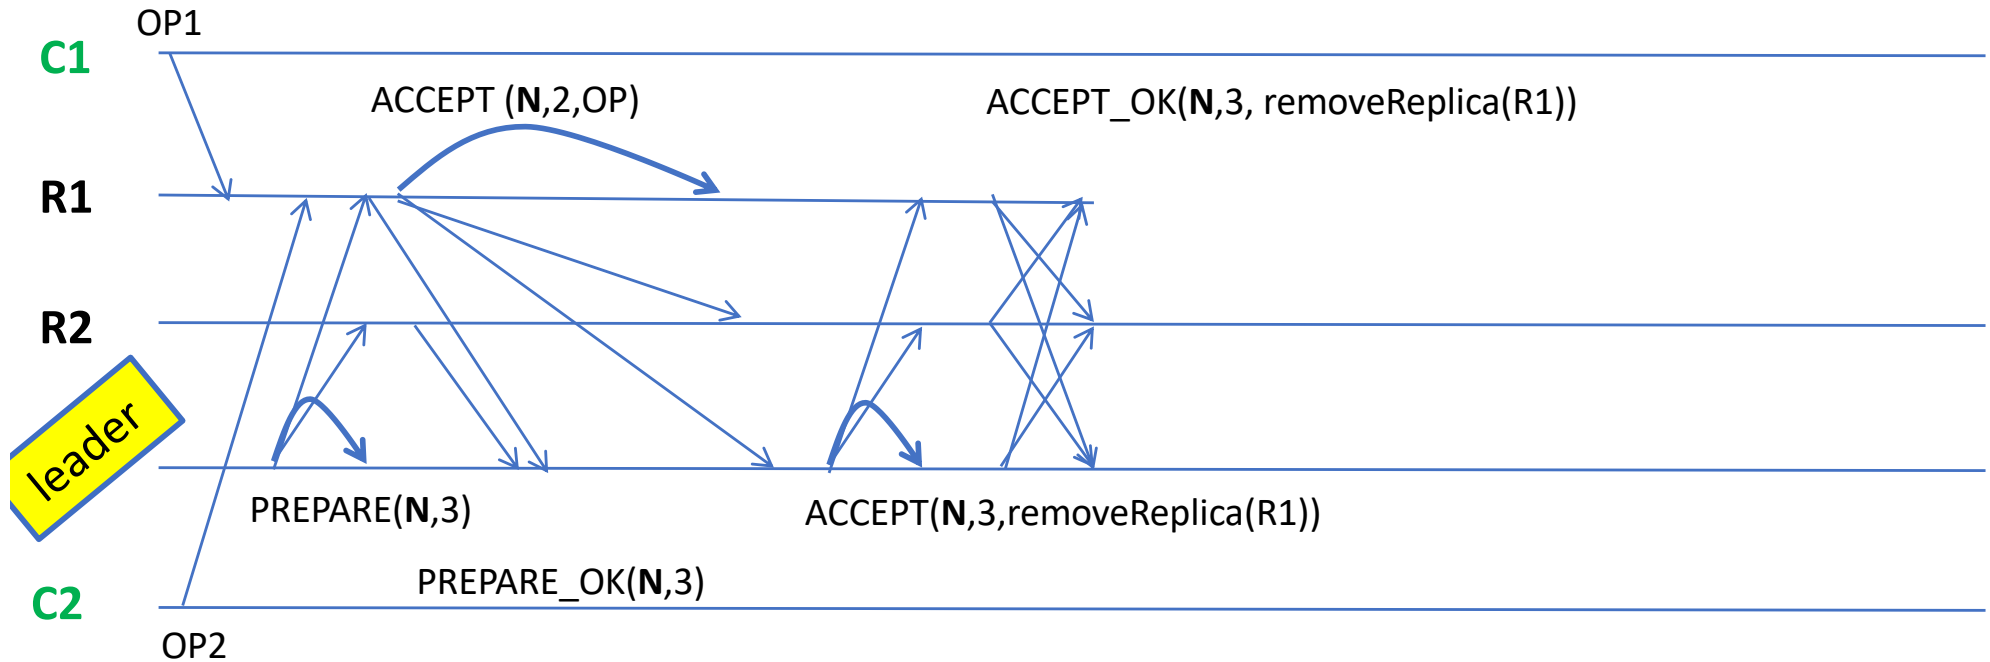 OP1
C1
ACCEPT (N,2,OP)
ACCEPT_OK(N,3, removeReplica(R1))
R1
R2
leader
PREPARE(N,3)
ACCEPT(N,3,removeReplica(R1))
PREPARE_OK(N,3)
C2
OP2